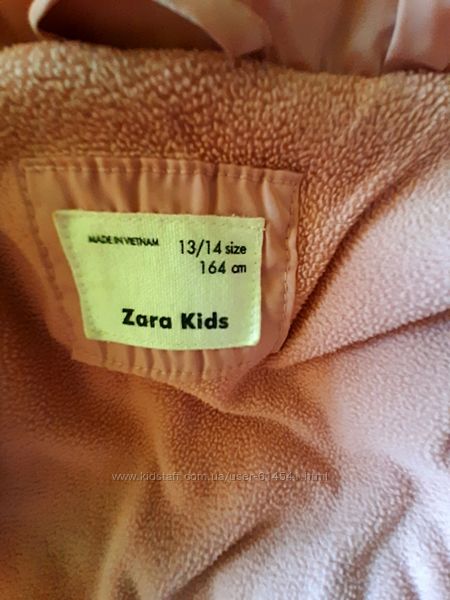 MADE IN VIETNAM
13/14 size
164 cm
Zara Kids